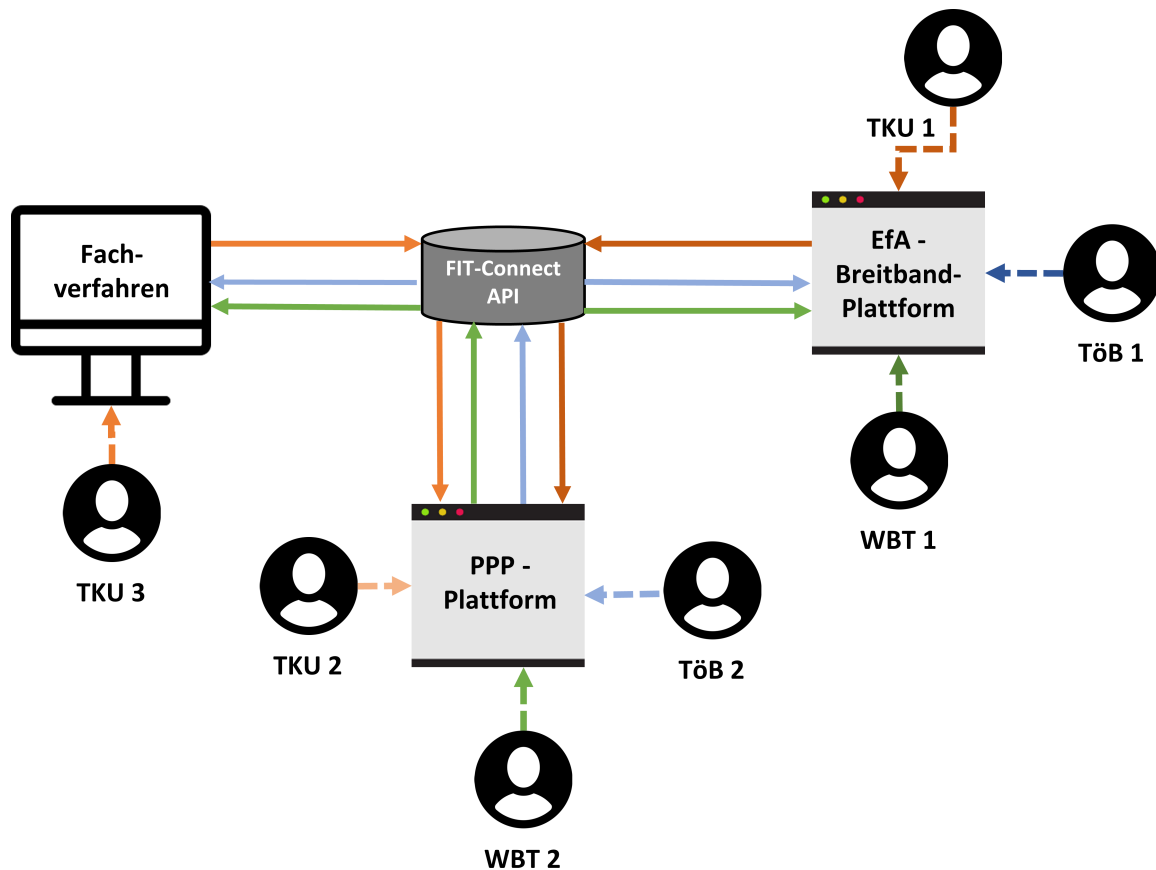 TKU 1
EfA -
Breitband-
Plattform
Fach-
verfahren
FIT-Connect
API
TöB 1
WBT 1
TKU 3
PPP -
Plattform
TKU 2
TöB 2
WBT 2